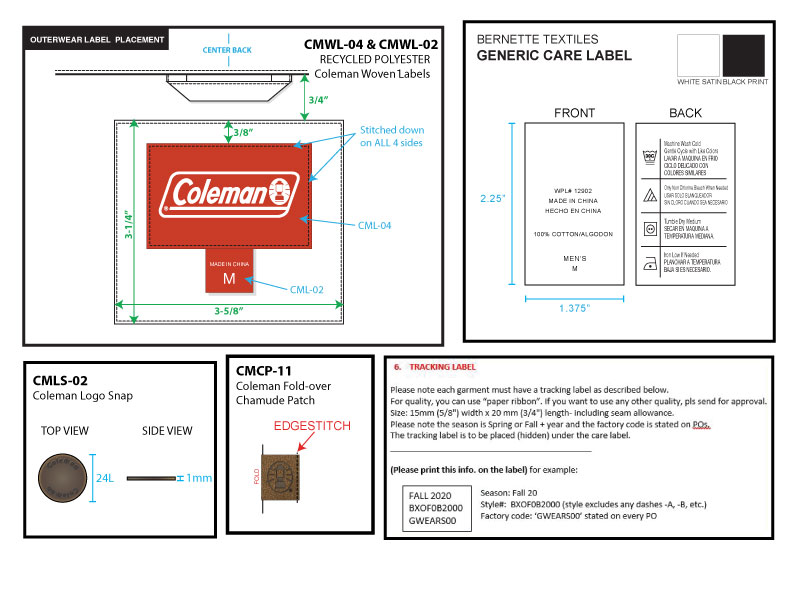 OUTERWEAR LABEL PLACEMENT
CENTER BACK
CMWL-04 & CMWL-02
RECYCLED POLYESTER
Coleman Woven Labels
3/4”
3/8”
Stitched down
on ALL 4 sides
Coleman
CML-04
3-1/4”
MADE IN CHINA
M
CML-02
3-5/8”
BERNETTE TEXTILES
GENERIC CARE LABEL
WHITE SATIN
BLACK PRINT
FRONT
BACK
2.25”
WPL# 12902
MADE IN CHINA
HECHO EN CHINA
100% COTTON/ALGODON
MEN'S
M
1.375”
30C
Machine Wash Cold
Gentle Cycle with Like Colors
LAVAR A MAQUINA EN FRIO
CICLO DELICADO CON
COLORES SIMILARES
Only Non Chlorine Bleach When Needed
USAR SOLO BLANQUEADOR
SIN CLORO CUANDO SEA NECESARIO
Tumble Dry Medium
SECAR EN MAQUINA A
TEMPERATURA MEDIANA.
Iron Low If Needed
PLANCHAR A TEMPERATURA
BAJA SI ES NECESARIO.
CMLS-02
Coleman Logo Snap
TOP VIEW
SIDE VIEW
Coleman
24L
1mm
CMCP-11
Coleman Fold-over
Chamude Patch
EDGESTITCH
FOLD
6. TRACKING LABEL
Please note each garment must have a tracking label as described below.
For quality, you can use “paper ribbon”. If you want to use any other quality, pls send for approval.
Size: 15mm (5/8") width x 20 mm (3/4") length- including seam allowance.
Please note the season is Spring or Fall + year and the factory code is stated on POs.
The tracking label is to be placed (hidden) under the care label.
(Please print this info. on the label) for example:
FALL 2020
BXOF0B2000
GWEARS00
Season: Fall 20
Style#: BXOF0B2000 (style excludes any dashes -A, -B, etc.)
Factory code: ‘GWEARS00’ stated on every PO